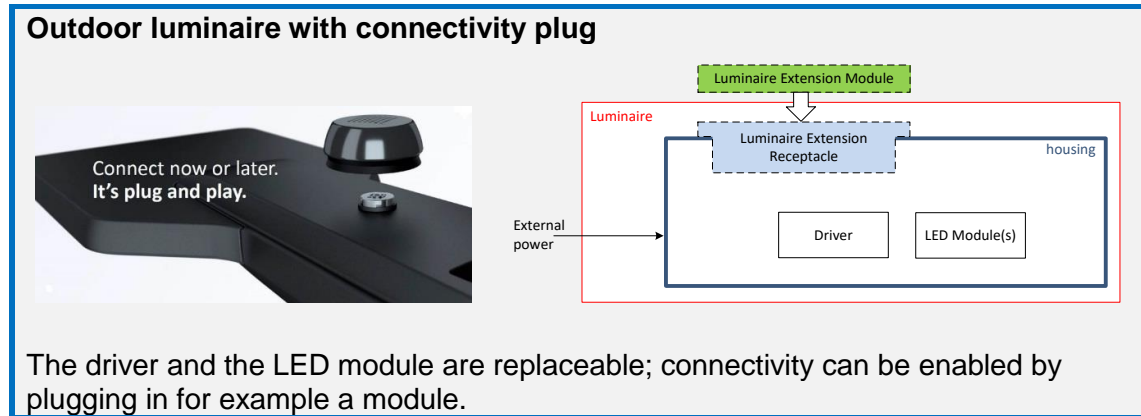 Outdoor luminaire with connectivity plug
Connect now or later.
It's plug and play.
Luminaire Extension Module
Luminaire
Luminaire Extension
Receptacle
housing
External
power
Driver
LED Module(s)
The driver and the LED module are replaceable; connectivity can be enabled by
plugging in for example a module.